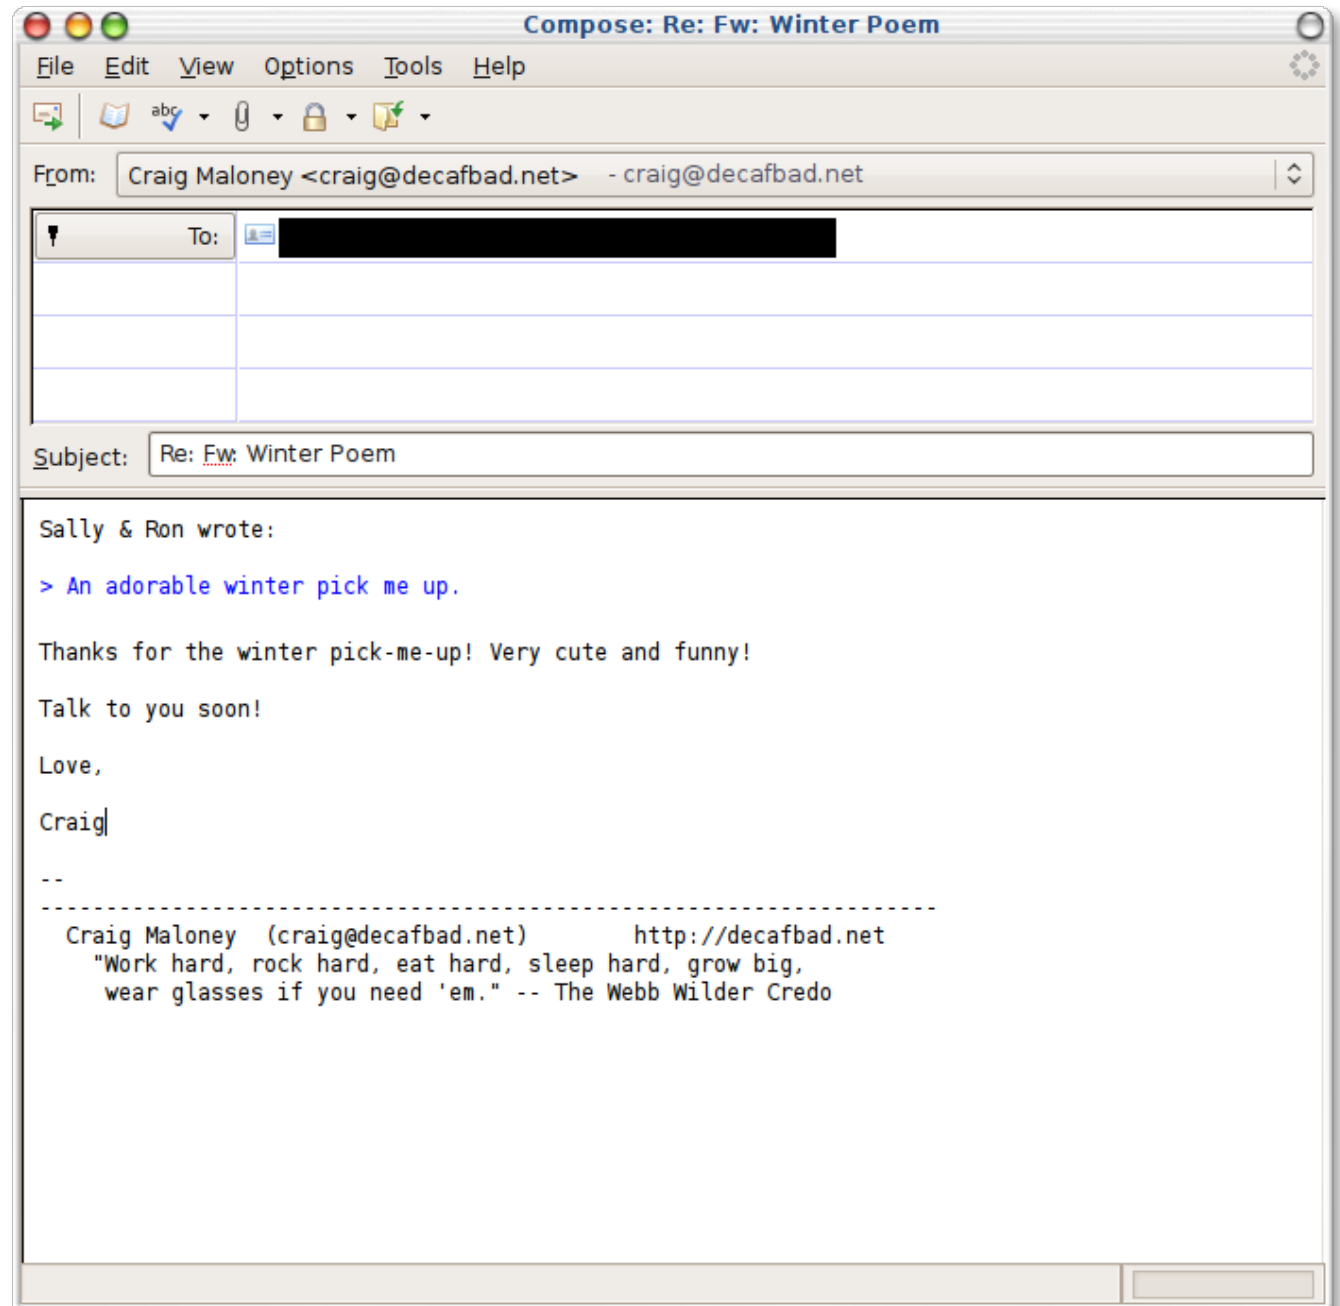 Compose: Re: Fw: Winter Poem
File Edit View Options Tools Help
abc
From: Craig Maloney <craig@decafbad.net> - craig@decafbad.net
To:
Subject: Re: Fw: Winter Poem
Sally & Ron wrote:
> An adorable winter pick me up.
Thanks for the winter pick-me-up! Very cute and funny!
Talk to you soon!
Love,
Craig
--
--------------------------------------------------------------------
Craig Maloney (craig@decafbad.net) http://decafbad.net
"Work hard, rock hard, eat hard, sleep hard, grow big,
wear glasses if you need 'em." -- The Webb Wilder Credo